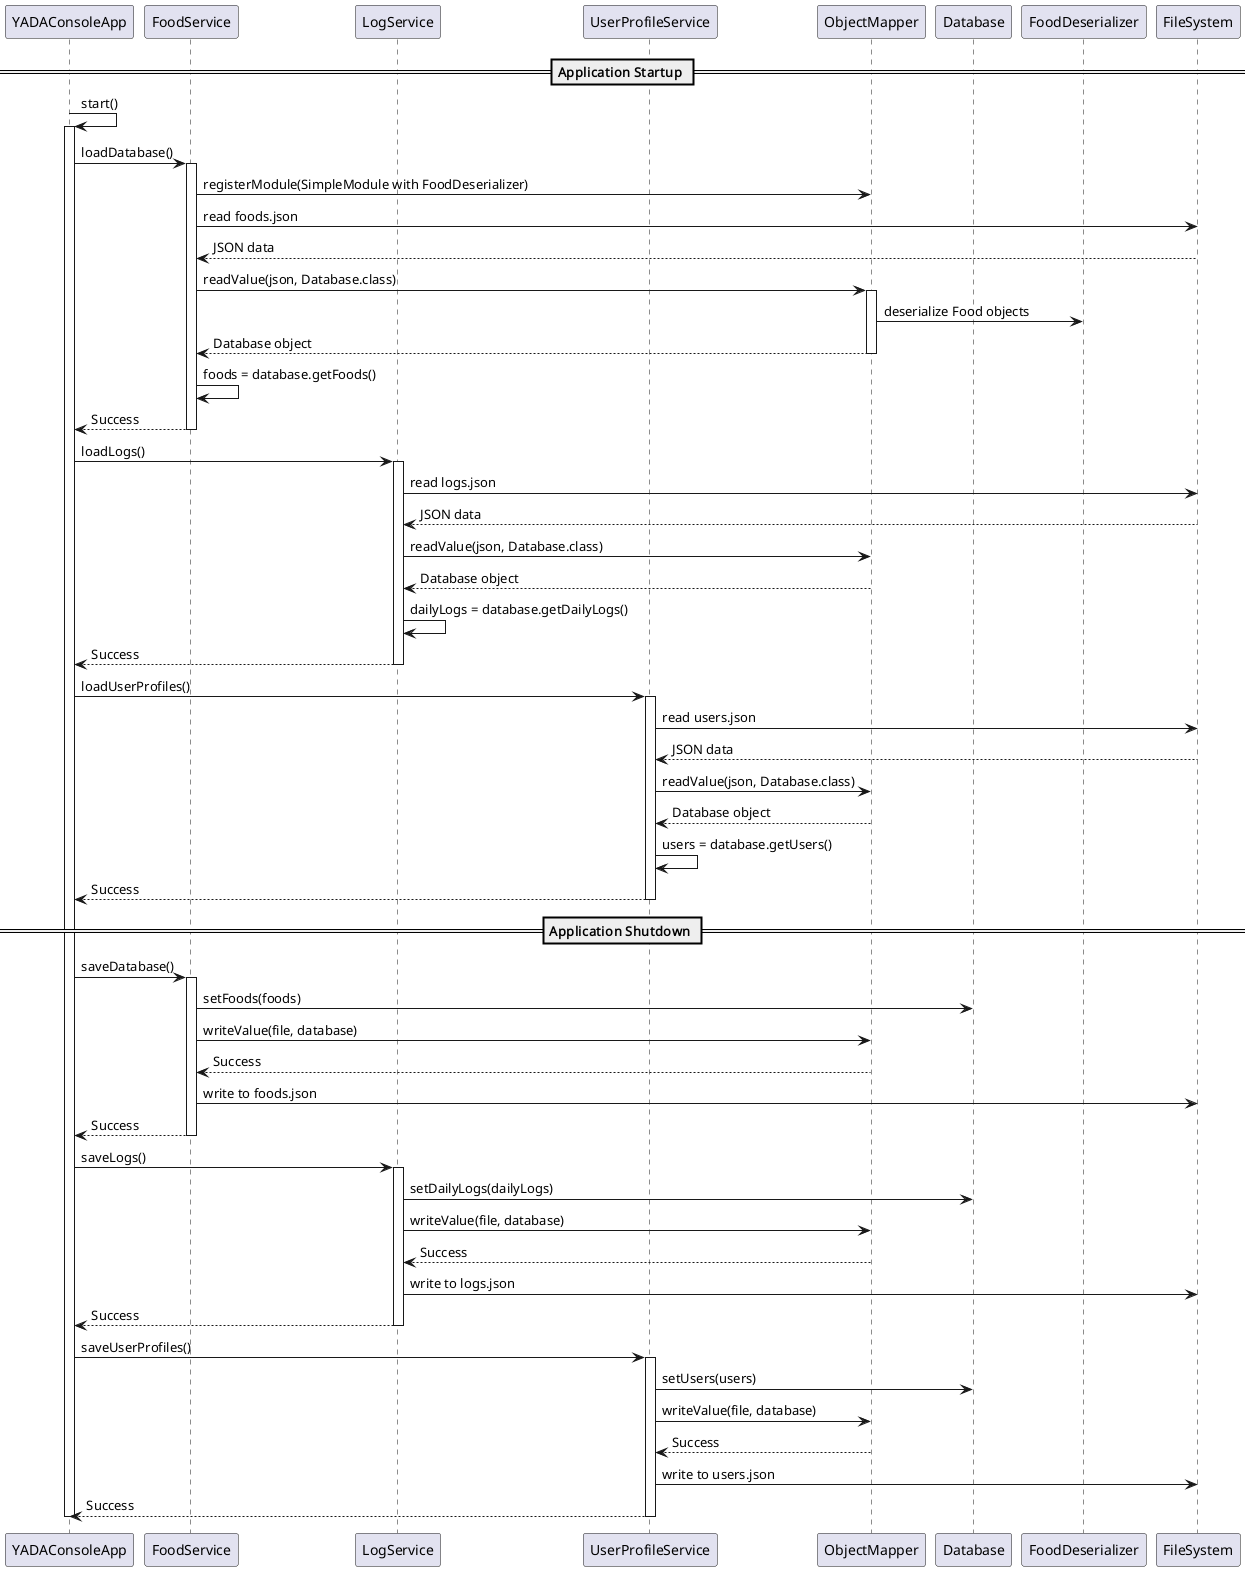 YADAConsoleApp
FoodService
LogService
UserProfileService
ObjectMapper
Database
FoodDeserializer
FileSystem
Application Startup
start()
loadDatabase()
registerModule(SimpleModule with FoodDeserializer)
read foods.json
JSON data
readValue(json, Database.class)
deserialize Food objects
Database object
foods = database.getFoods()
Success
loadLogs()
read logs.json
JSON data
readValue(json, Database.class)
Database object
dailyLogs = database.getDailyLogs()
Success
loadUserProfiles()
read users.json
JSON data
readValue(json, Database.class)
Database object
users = database.getUsers()
Success
Application Shutdown
saveDatabase()
setFoods(foods)
writeValue(file, database)
Success
write to foods.json
Success
saveLogs()
setDailyLogs(dailyLogs)
writeValue(file, database)
Success
write to logs.json
Success
saveUserProfiles()
setUsers(users)
writeValue(file, database)
Success
write to users.json
Success
YADAConsoleApp
FoodService
LogService
UserProfileService
ObjectMapper
Database
FoodDeserializer
FileSystem